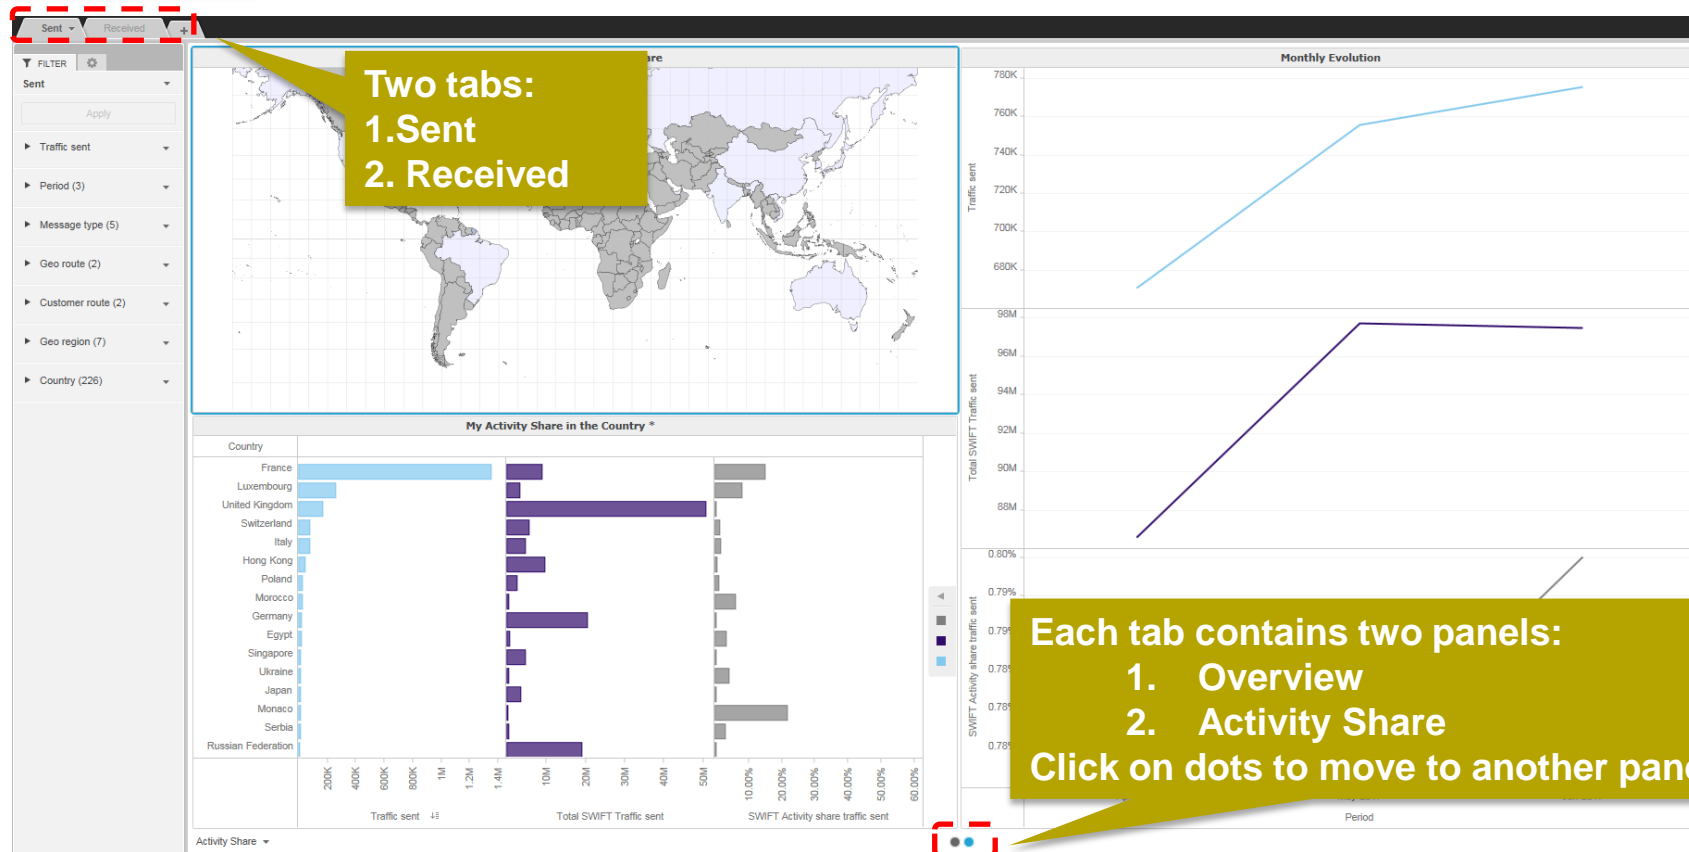 Sent
Received
+
FILTER
Sent
Apply
Traffic sent
Period (3)
Message type (5)
Geo route (2)
Customer route (2)
Geo region (7)
Country (226)
Two tabs:
1.Sent
2. Received
My Activity Share in the Country *
Country
France
Luxembourg
United Kingdom
Switzerland
Italy
Hong Kong
Poland
Morocco
Germany
Egypt
Singapore
Ukraine
Japan
Monaco
Serbia
Russian Federation
200K 400K 600K 800K 1M 1.2M 1.4M
10M 20M 30M 40M 50M
10.00% 20.00% 30.00% 40.00% 50.00% 60.00%
Traffic sent
Total SWIFT Traffic sent
SWIFT Activity share traffic sent
Activity Share
Monthly Evolution
780K
760K
740K
720K
700K
680K
Traffic sent
98M
96M
94M
92M
90M
88M
Total SWIFT Traffic sent
0.80%
0.79%
SWIFT Activity share traffic sent
Each tab contains two panels:
1. Overview
2. Activity Share
Click on dots to move to another
Period